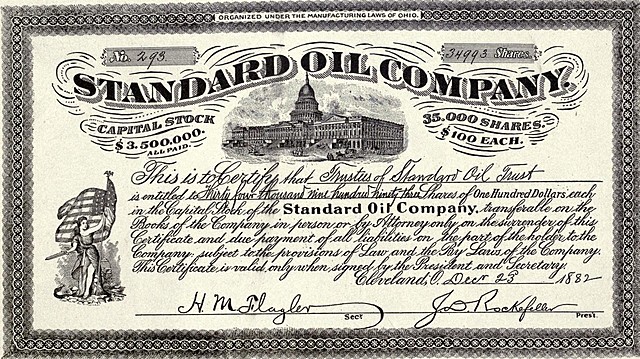 ORGANIZED UNDER THE MANUFACTURING LAWS OF OHIO.
No. 293. 34993 Shares.
STANDARD OIL COMPANY.
CAPITAL STOCK
$3.500.000.
ALL PAID.
35.000 SHARES.
$100 EACH.
This is to Certify that Trustees of Standard Oil Trust
is entitled to Thirty four thousand nine hundred ninety three Shares of One Hundred Dollars each
in the Capital Stock of the Standard Oil Company, transferable on the
Books of the Company in person or by Attorney only on the surrender of this
Certificate and due payment of all liabilities on the part of the holder to the
Company, subject to the provisions of Law and the By Laws of the Company.
This Certificate is valid only when signed by the President and Secretary.
Cleveland, O. Decr 23 1882
H. M. Flagler Secy J D Rockefeller Prest.